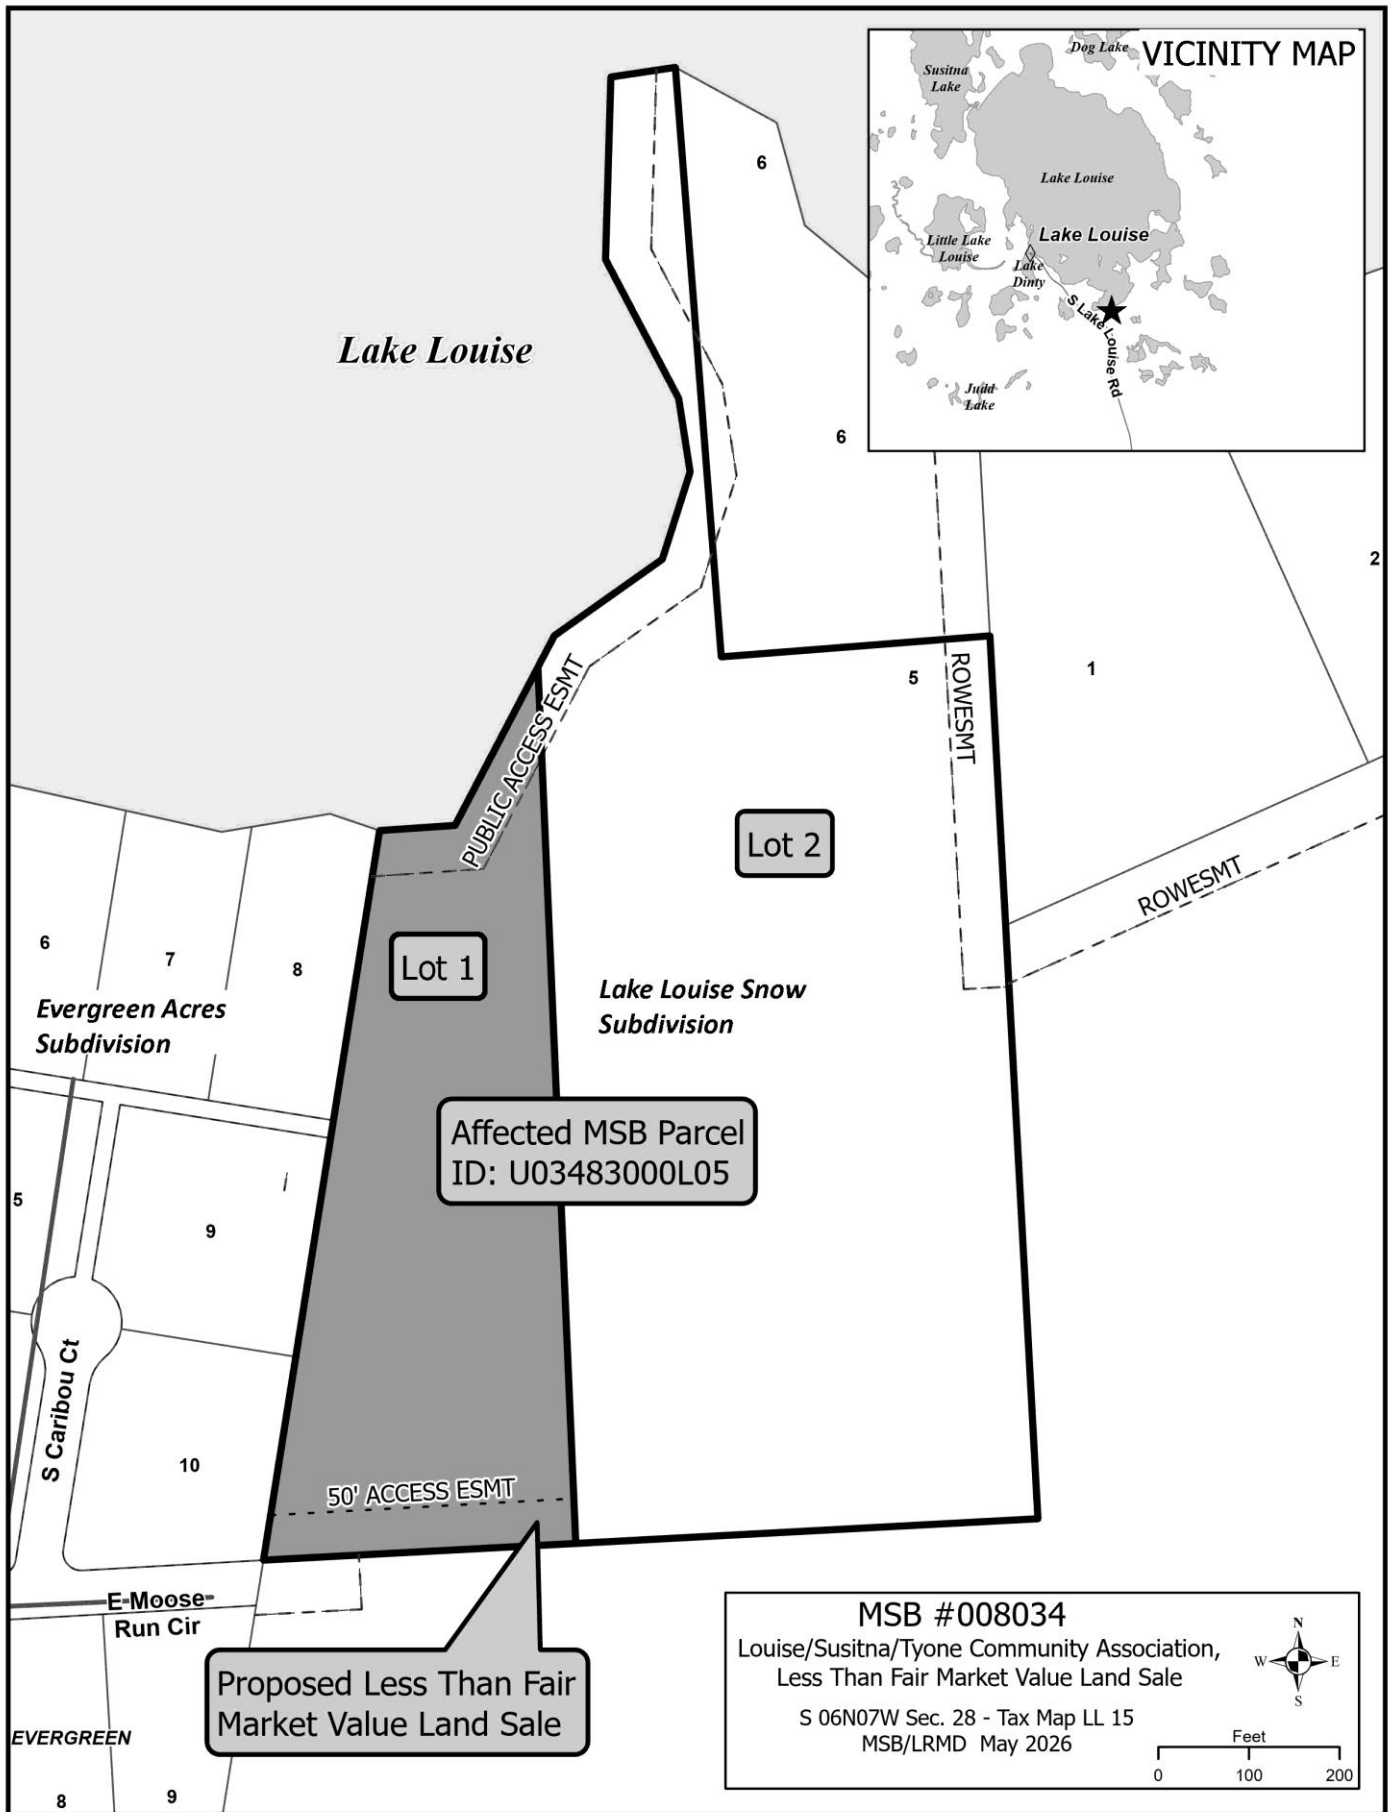 VICINITY MAP
Dog Lake
Susitna
Lake
Lake Louise
Lake Louise
Little Lake
Louise
Lake
Dinty
S Lake Louise Rd
Judd
Lake
6
Lake Louise
6
2
5
ROWESMT
1
PUBLIC ACCESS ESMT
Lot 2
ROWESMT
6
7
8
Lot 1
Evergreen Acres
Subdivision
Lake Louise Snow
Subdivision
Affected MSB Parcel
ID: U03483000L05
5
9
S Caribou Ct
10
50' ACCESS ESMT
E Moose
Run Cir
Proposed Less Than Fair
Market Value Land Sale
EVERGREEN
8
9
MSB #008034
Louise/Susitna/Tyone Community Association,
Less Than Fair Market Value Land Sale
S 06N07W Sec. 28 - Tax Map LL 15
MSB/LRMD May 2026
N
W E
S
Feet
0 100 200